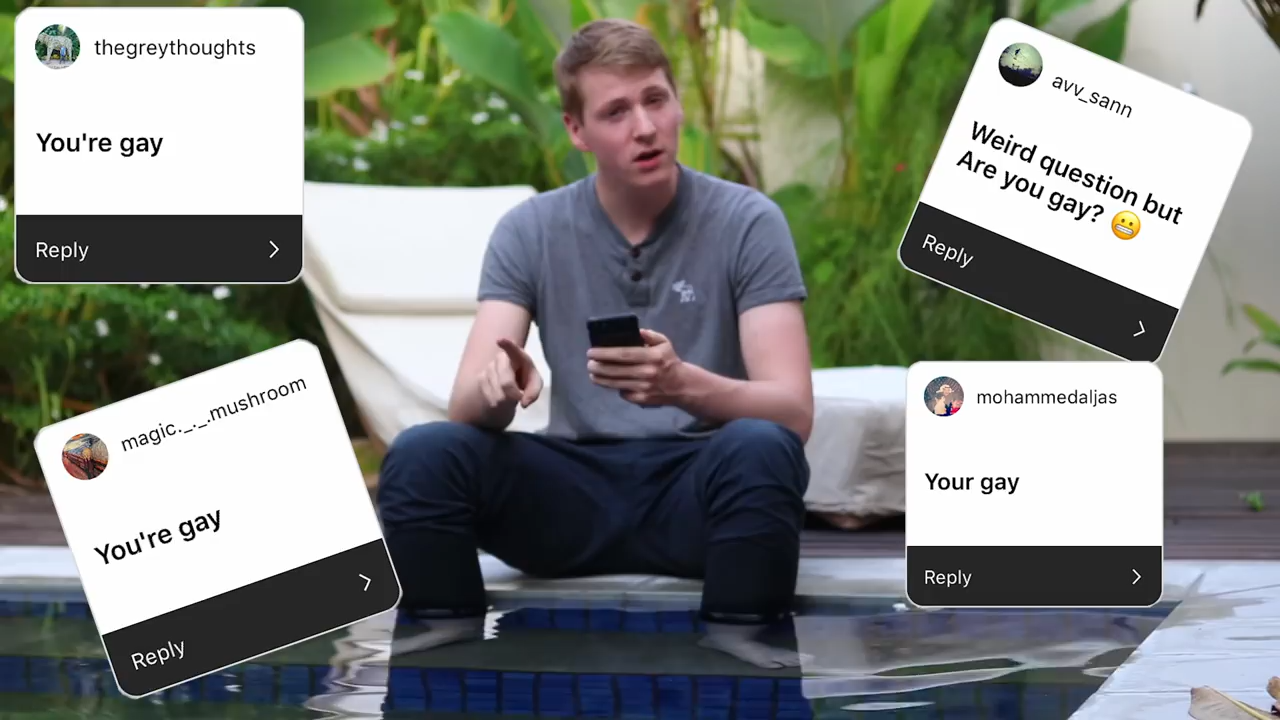 thegreythoughts
You're gay
Reply
avv_sann
Weird question but
Are you gay? 😬
Reply
magic._._.mushroom
You're gay
Reply
mohammedaljas
Your gay
Reply